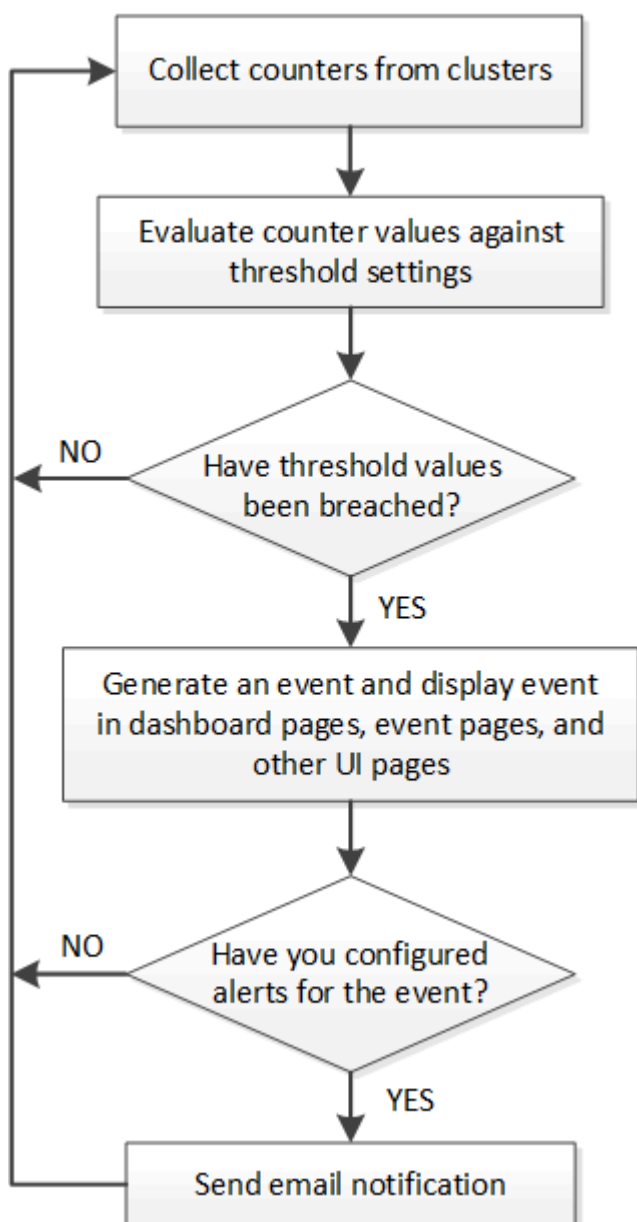 Collect counters from clusters
Evaluate counter values against
threshold settings
NO
Have threshold values
been breached?
YES
Generate an event and display event
in dashboard pages, event pages, and
other UI pages
NO
Have you configured
alerts for the event?
YES
Send email notification